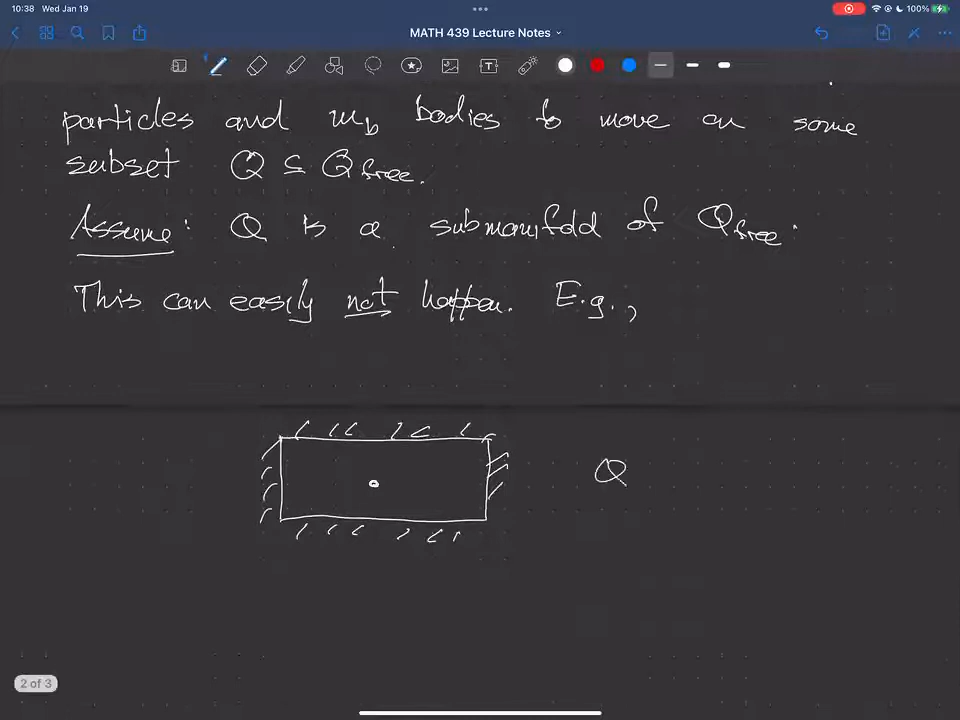 10:38 Wed Jan 19
100%
MATH 439 Lecture Notes
particles and m_b bodies to move on some
subset Q ⊆ Q_free.
Assume: Q is a submanifold of Q_free.
This can easily not happen. E.g.,
Q
2 of 3